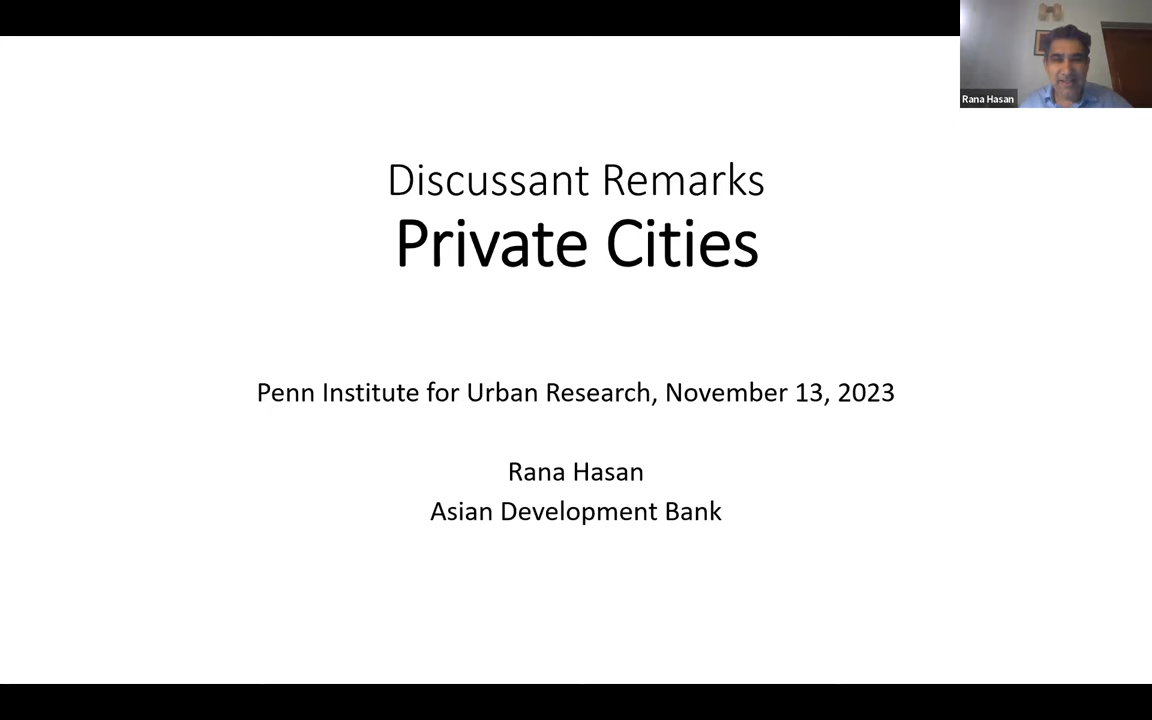 Rana Hasan
Discussant Remarks
Private Cities
Penn Institute for Urban Research, November 13, 2023
Rana Hasan
Asian Development Bank